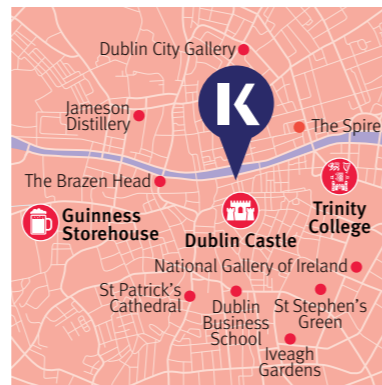 Dublin City Gallery
K
Jameson
Distillery
The Spire
The Brazen Head
Guinness
Storehouse
Trinity
College
Dublin Castle
National Gallery of Ireland
St Patrick's
Cathedral
Dublin
Business
School
St Stephen's
Green
Iveagh
Gardens